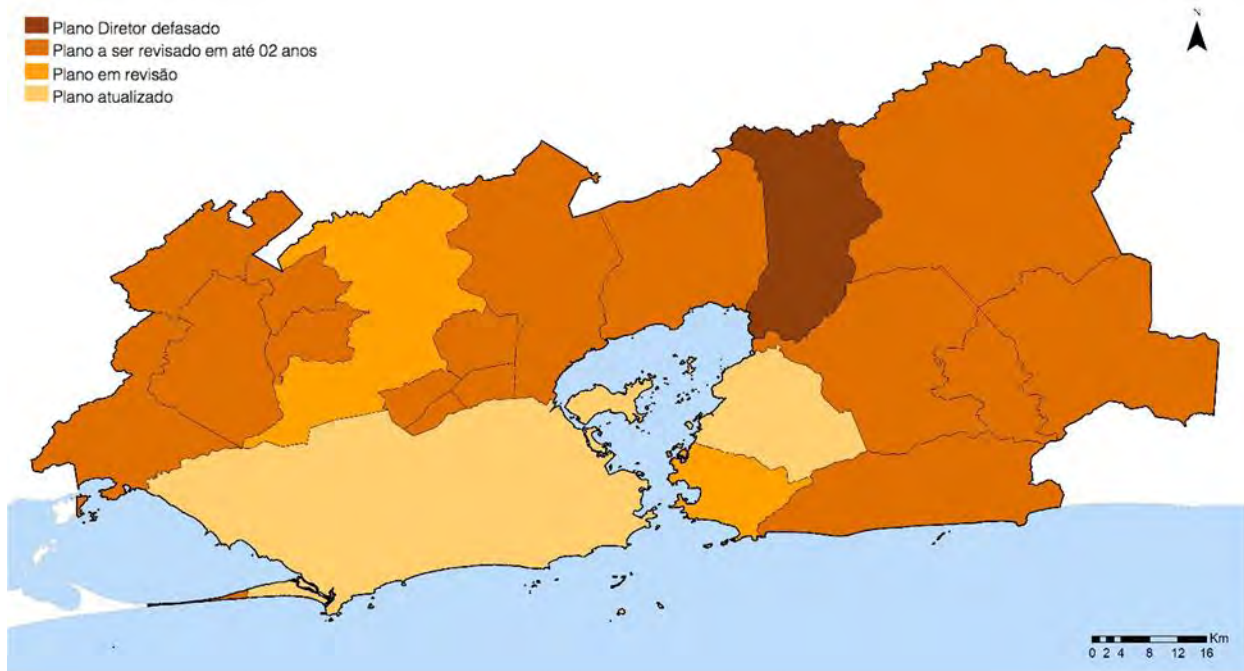 Plano Diretor defasado
Plano a ser revisado em até 02 anos
Plano em revisão
Plano atualizado
N
Km
0 2 4 8 12 16